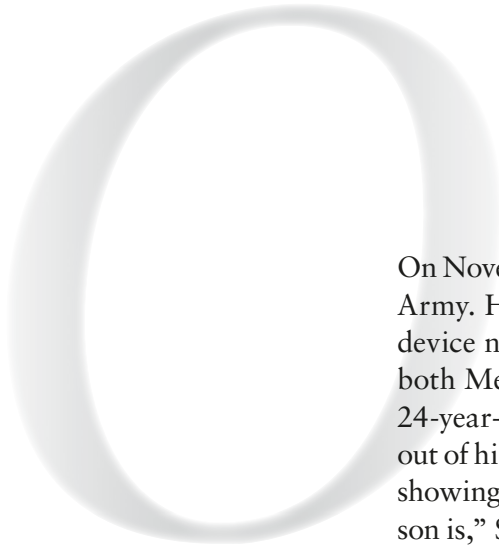 O
On Nove
Army. H
device n
both Me
24-year-
out of hi
showing
son is,” S